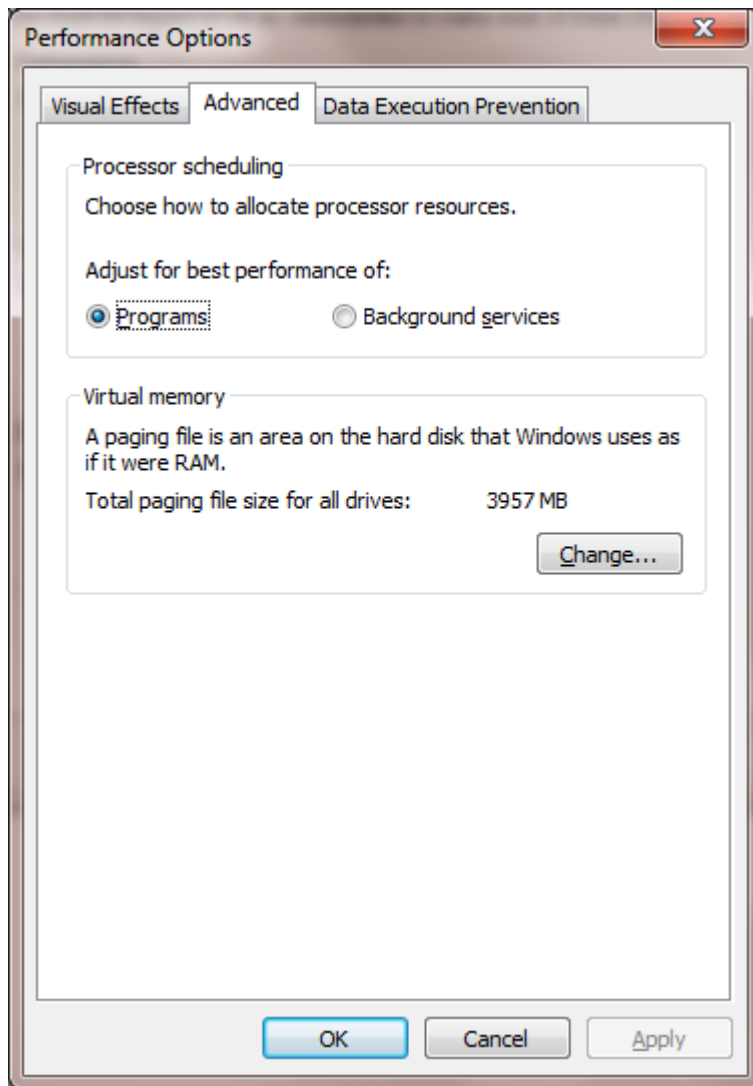 Performance Options
Visual Effects Advanced Data Execution Prevention
Processor scheduling
Choose how to allocate processor resources.
Adjust for best performance of:
Programs Background services
Virtual memory
A paging file is an area on the hard disk that Windows uses as
if it were RAM.
Total paging file size for all drives: 3957 MB
Change...
OK Cancel Apply